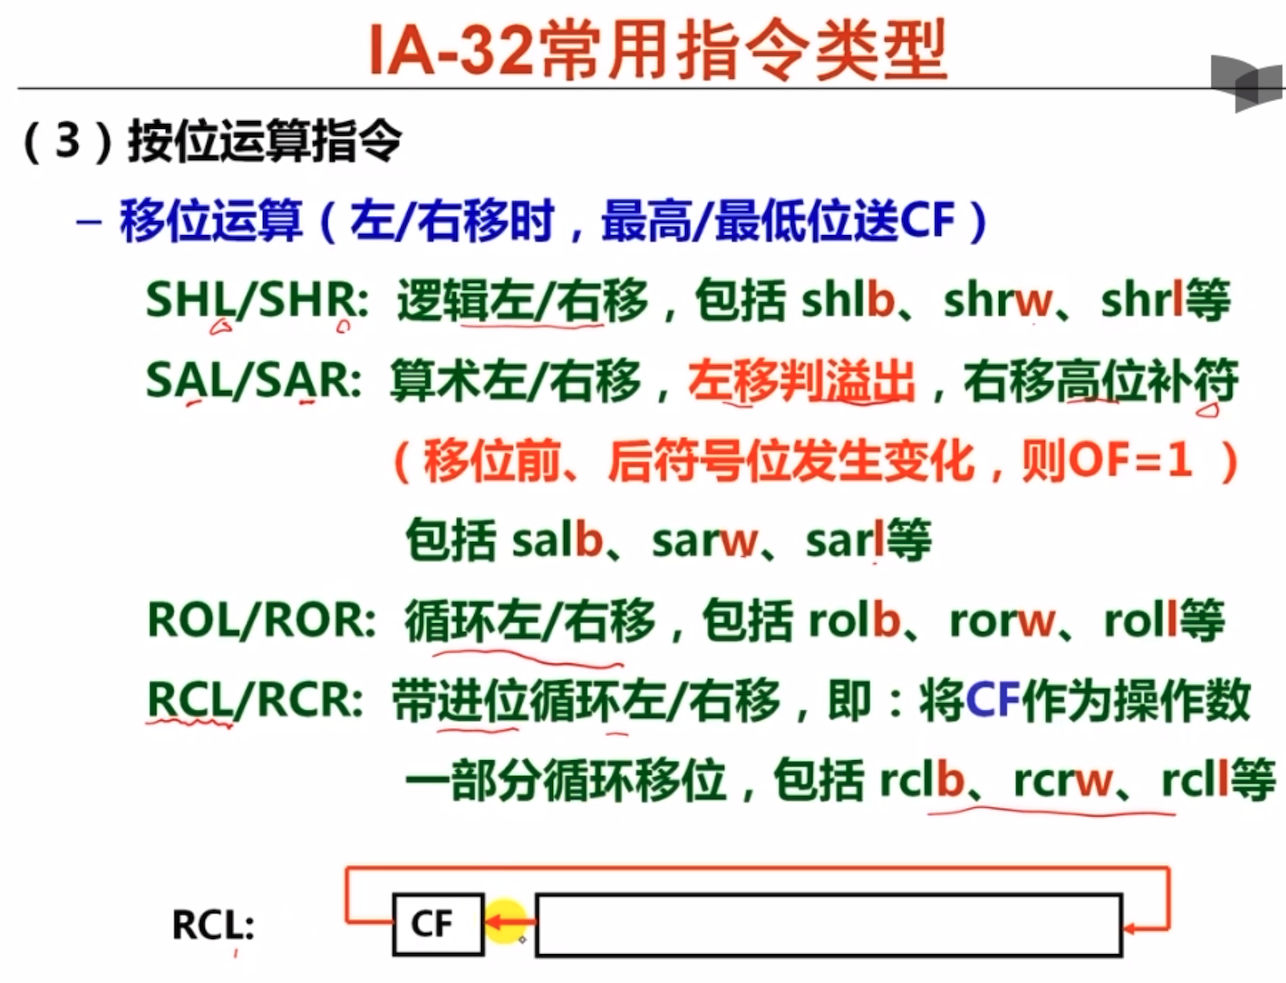 IA-32常用指令类型
（3）按位运算指令
– 移位运算（左/右移时，最高/最低位送CF）
SHL/SHR: 逻辑左/右移，包括 shlb、shrw、shrl等
SAL/SAR: 算术左/右移，左移判溢出，右移高位补符
（移位前、后符号位发生变化，则OF=1 ）
包括 salb、sarw、sarl等
ROL/ROR: 循环左/右移，包括 rolb、rorw、roll等
RCL/RCR: 带进位循环左/右移，即：将CF作为操作数
一部分循环移位，包括 rclb、rcrw、rcll等
RCL: CF